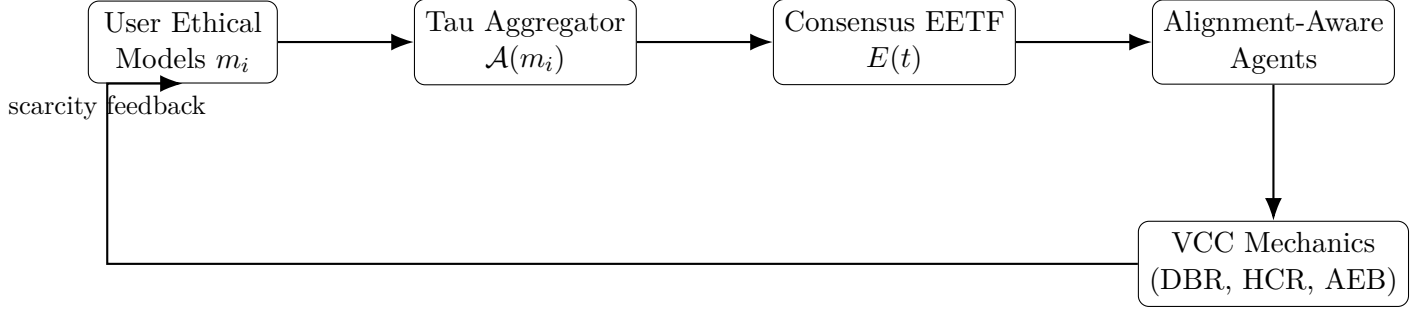 User Ethical
Models m_i
Tau Aggregator
𝒜(m_i)
Consensus EETF
E(t)
Alignment-Aware
Agents
scarcity feedback
VCC Mechanics
(DBR, HCR, AEB)